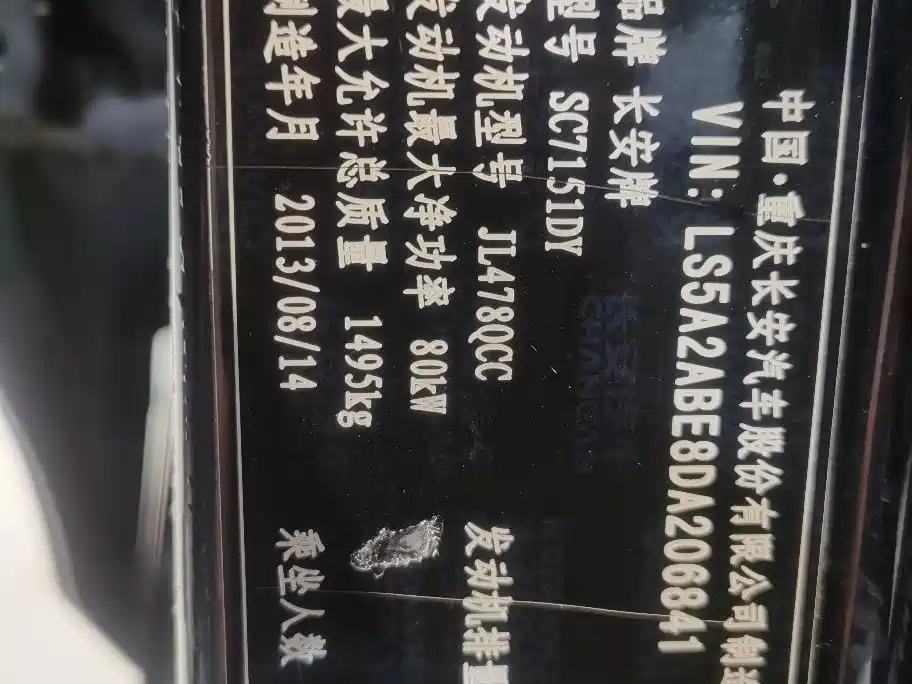 中国·重庆长安汽车股份有限公司制造
VIN: LS5A2ABE8DA206841
品牌 长安牌
型号 SC7151DY
发动机型号 JL478QCC 发动机排量
发动机最大净功率 80kW
最大允许总质量 1495kg
制造年月 2013/08/14 乘坐人数